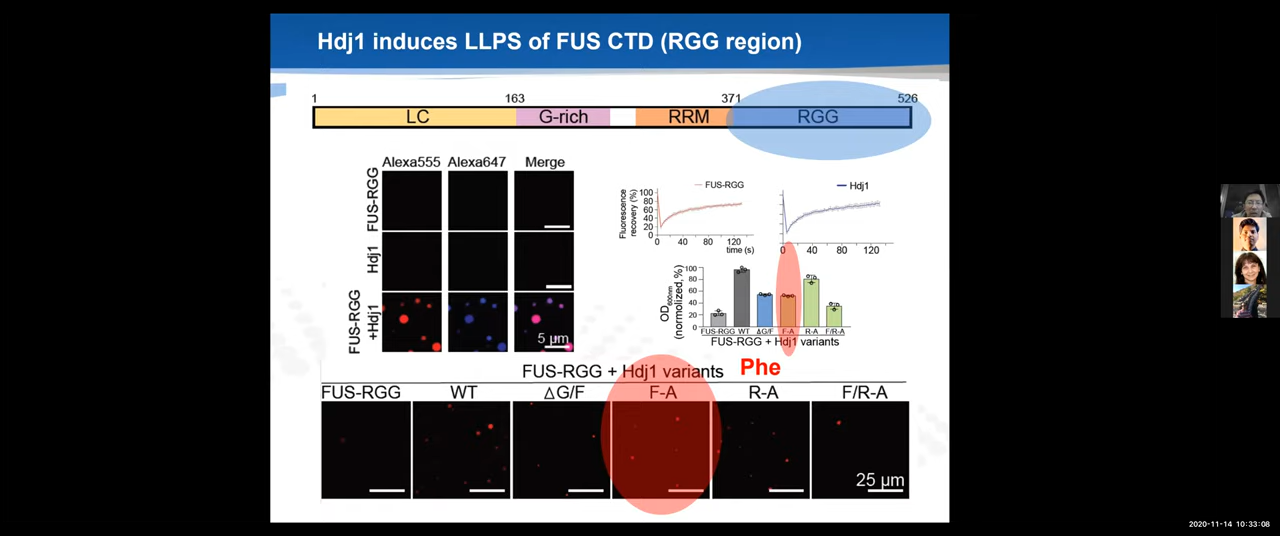 Hdj1 induces LLPS of FUS CTD (RGG region)
1 163 371 526
LC G-rich RRM RGG
Alexa555 Alexa647 Merge
FUS-RGG
Hdj1
FUS-RGG
+Hdj1
5 µm
FUS-RGG
Fluorescence
recovery (%)
100
80
60
40
20
0
0 40 80 120
time (s)
Hdj1
0 40 80 120
OD600nm
(normolized,%)
100
80
60
40
20
0
FUS-RGG WT ΔG/F F-A R-A F/R-A
FUS-RGG + Hdj1 variants
Phe
FUS-RGG + Hdj1 variants
FUS-RGG WT ΔG/F F-A R-A F/R-A
25 µm
2020-11-14 10:33:08